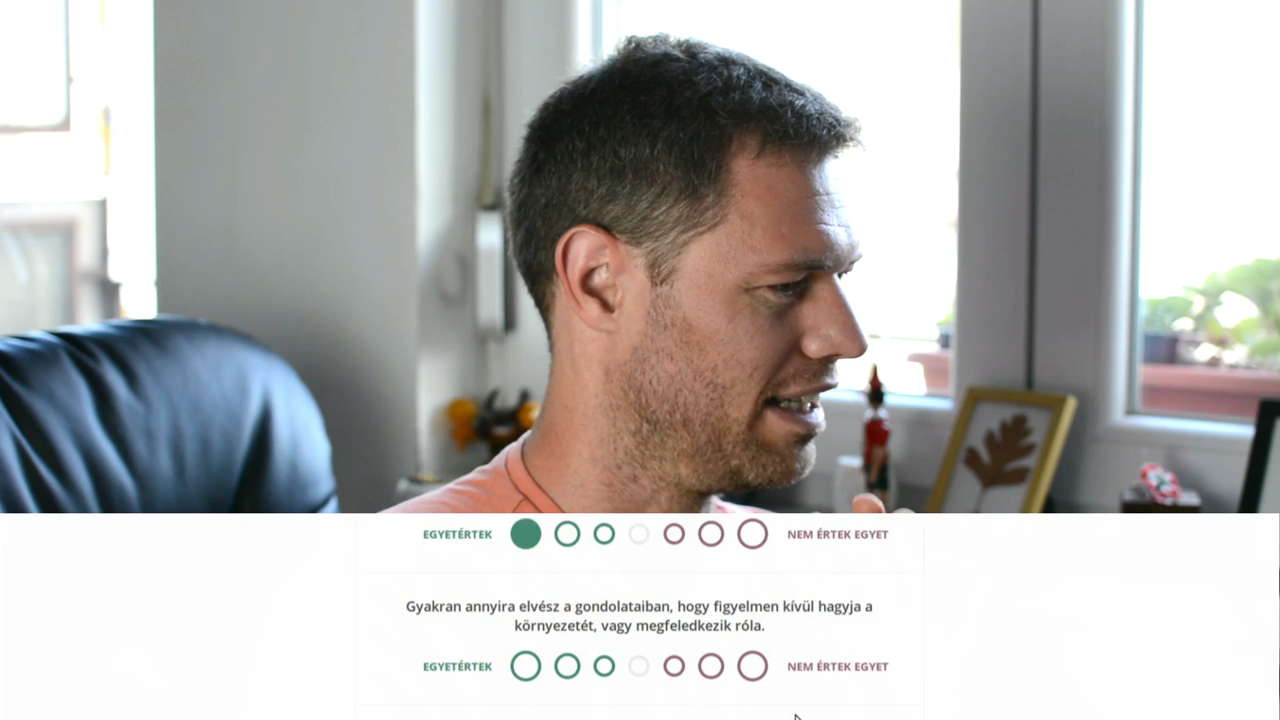 EGYETÉRTEK NEM ÉRTEK EGYET
Gyakran annyira elvész a gondolataiban, hogy figyelmen kívül hagyja a
környezetét, vagy megfeledkezik róla.
EGYETÉRTEK NEM ÉRTEK EGYET